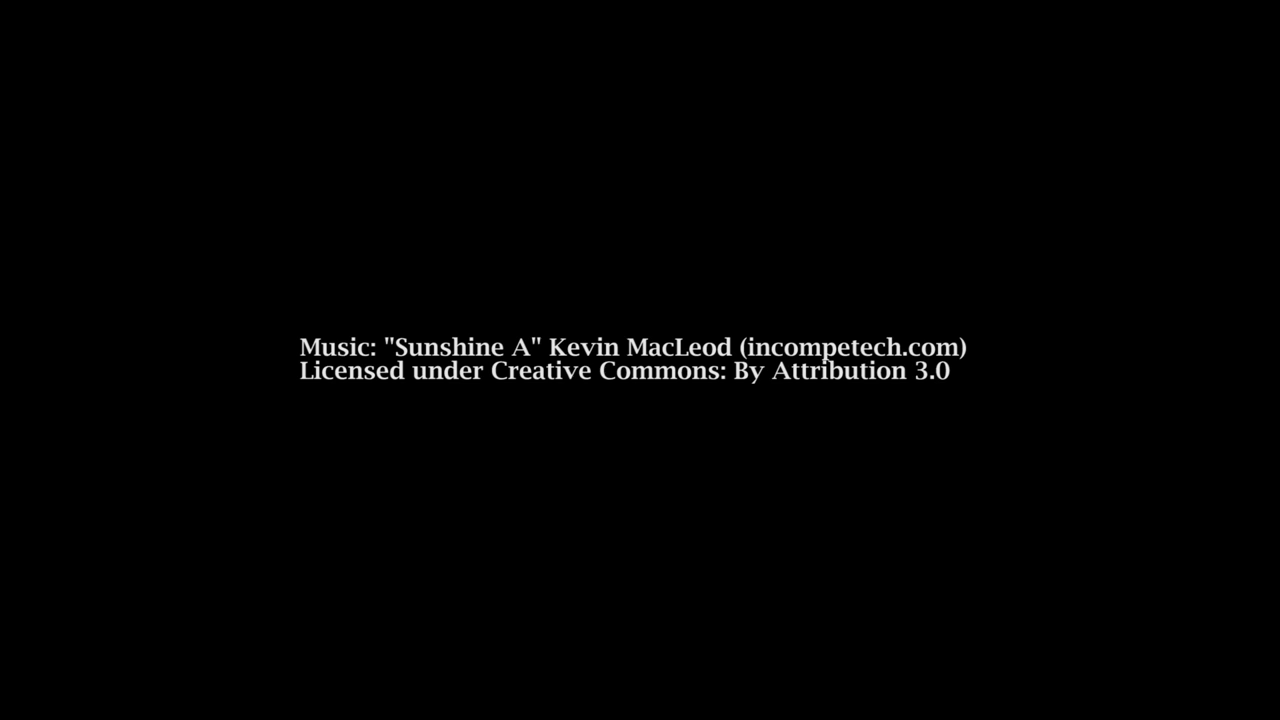 Music: "Sunshine A" Kevin MacLeod (incompetech.com)
Licensed under Creative Commons: By Attribution 3.0